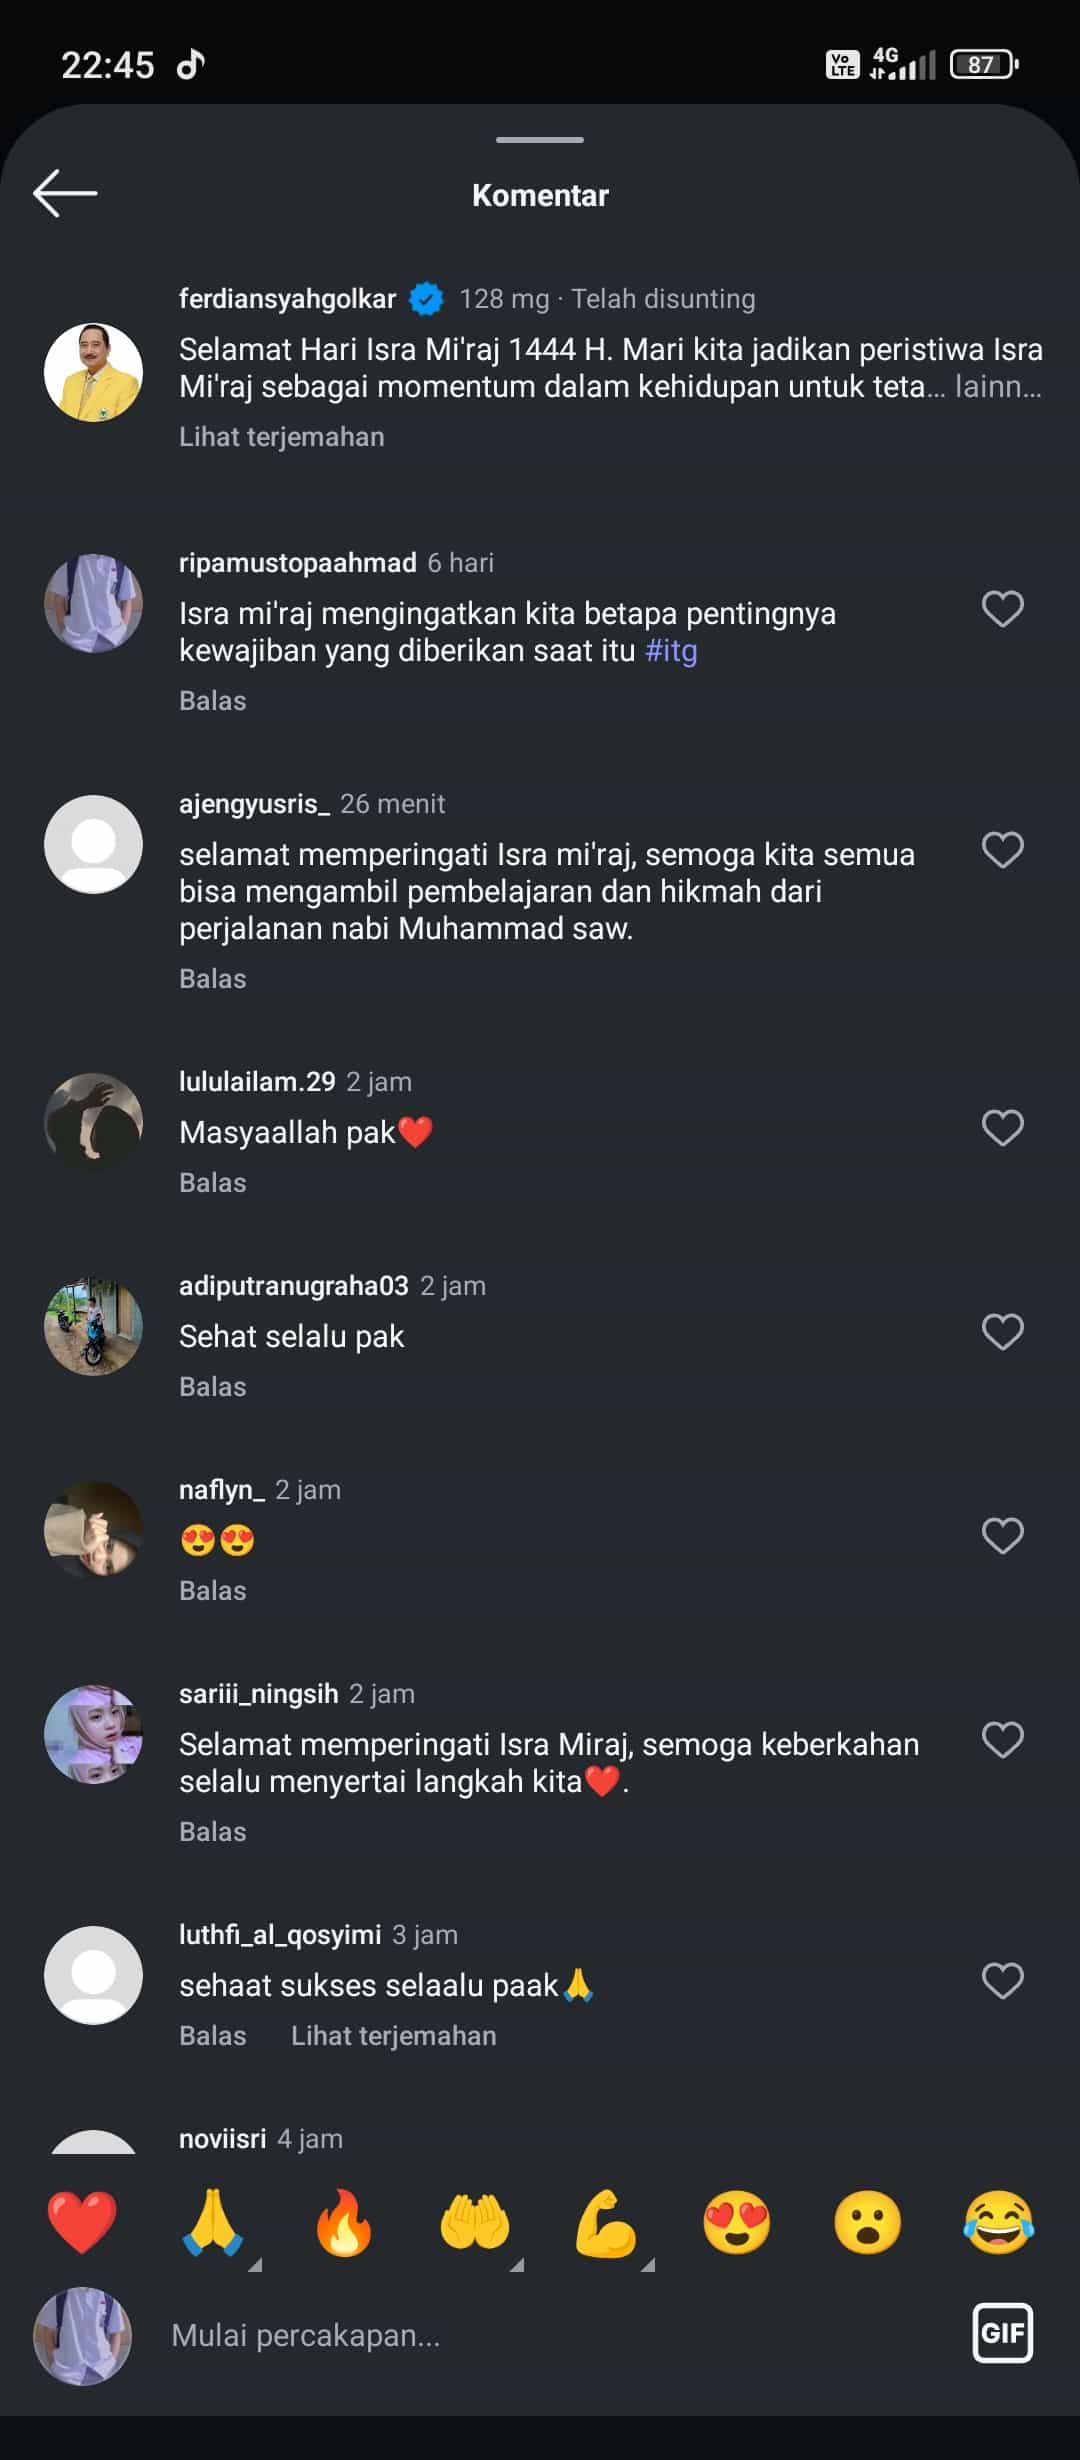 22:45
Vo LTE 4G 87
Komentar
ferdiansyahgolkar 128 mg · Telah disunting
Selamat Hari Isra Mi'raj 1444 H. Mari kita jadikan peristiwa Isra
Mi'raj sebagai momentum dalam kehidupan untuk teta... lainn...
Lihat terjemahan
ripamustopaahmad 6 hari
Isra mi'raj mengingatkan kita betapa pentingnya
kewajiban yang diberikan saat itu #itg
Balas
ajengyusris_ 26 menit
selamat memperingati Isra mi'raj, semoga kita semua
bisa mengambil pembelajaran dan hikmah dari
perjalanan nabi Muhammad saw.
Balas
lululailam.29 2 jam
Masyaallah pak❤️
Balas
adiputranugraha03 2 jam
Sehat selalu pak
Balas
naflyn_ 2 jam
😍😍
Balas
sariii_ningsih 2 jam
Selamat memperingati Isra Miraj, semoga keberkahan
selalu menyertai langkah kita❤️.
Balas
luthfi_al_qosyimi 3 jam
sehaat sukses selaalu paak🙏
Balas Lihat terjemahan
noviisri 4 jam
❤️ 🙏 🔥 🤲 💪 😍 😮 😂
Mulai percakapan... GIF